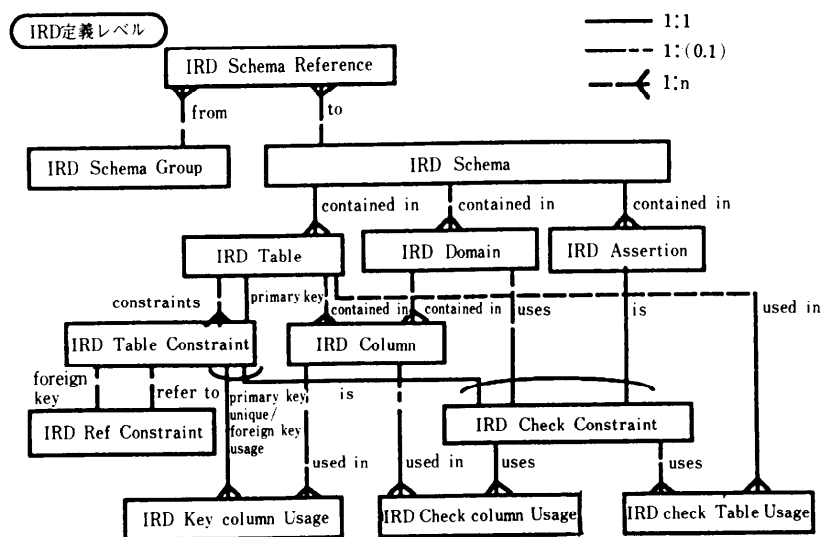 IRD定義レベル
1:1
1:(0.1)
1:n
IRD Schema Reference
from
to
IRD Schema Group
IRD Schema
contained in
contained in
contained in
IRD Table
IRD Domain
IRD Assertion
constraints
primary key
contained in
contained in
uses
is
used in
IRD Table Constraint
IRD Column
foreign
key
refer to
primary key
unique/
foreign key
usage
is
IRD Ref Constraint
IRD Check Constraint
used in
used in
uses
uses
IRD Key column Usage
IRD Check column Usage
IRD check Table Usage